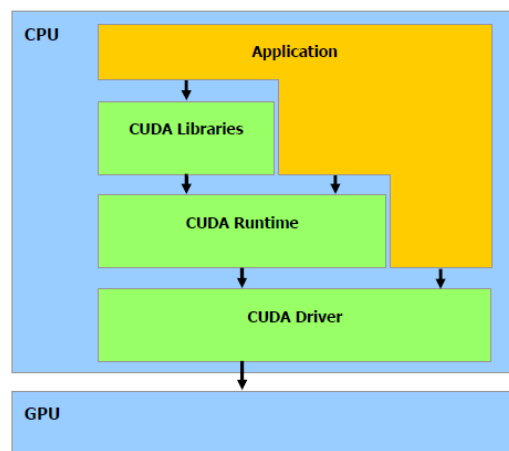 CPU
Application
CUDA Libraries
CUDA Runtime
CUDA Driver
GPU